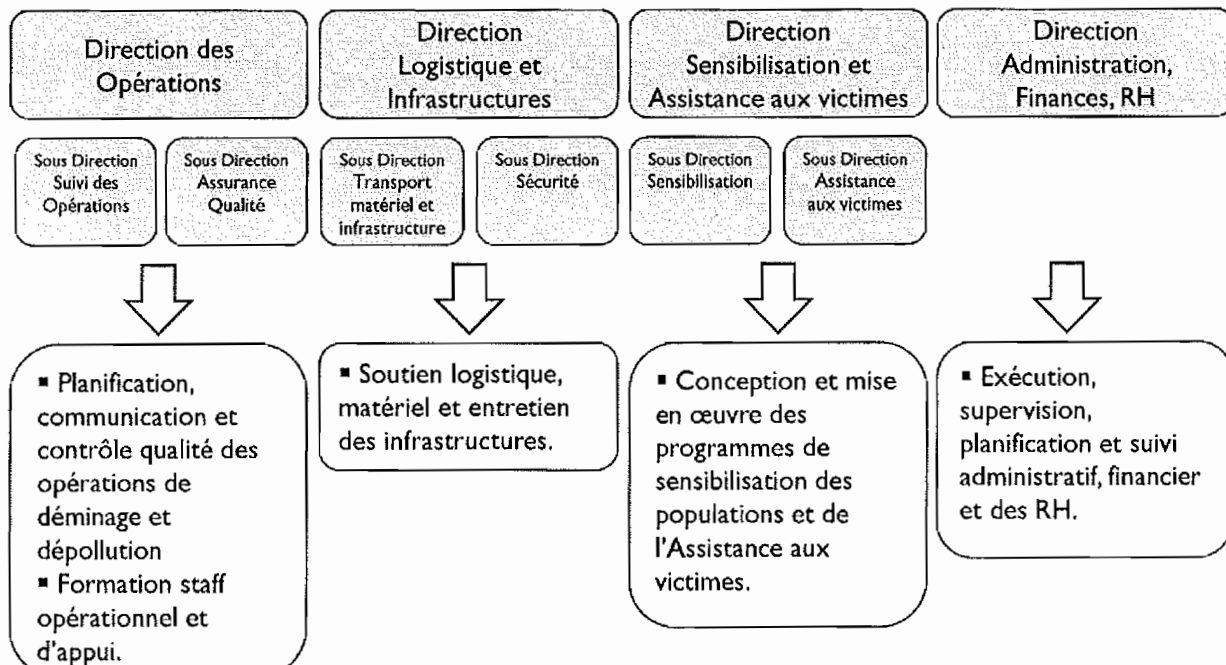 Direction des
Opérations
Direction
Logistique et
Infrastructures
Direction
Sensibilisation et
Assistance aux victimes
Direction
Administration,
Finances, RH
Sous Direction
Suivi des
Opérations
Sous Direction
Assurance
Qualité
Sous Direction
Transport
matériel et
infrastructure
Sous Direction
Sécurité
Sous Direction
Sensibilisation
Sous Direction
Assistance
aux victimes
▪ Planification,
communication et
contrôle qualité des
opérations de
déminage et
dépollution
▪ Formation staff
opérationnel et
d'appui.
▪ Soutien logistique,
matériel et entretien
des infrastructures.
▪ Conception et mise
en œuvre des
programmes de
sensibilisation des
populations et de
l'Assistance aux
victimes.
▪ Exécution,
supervision,
planification et suivi
administratif, financier
et des RH.